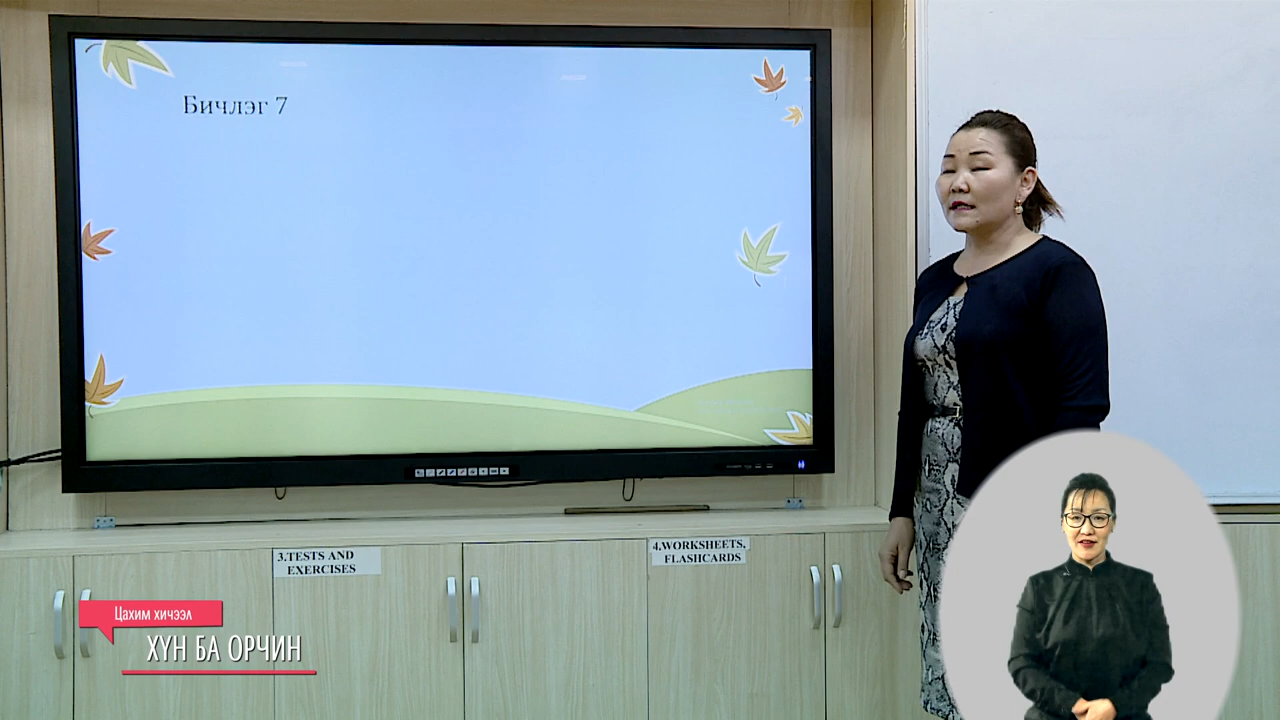 Бичлэг 7
3.TESTS AND
EXERCISES
4.WORKSHEETS,
FLASHCARDS
Цахим хичээл
ХҮН БА ОРЧИН